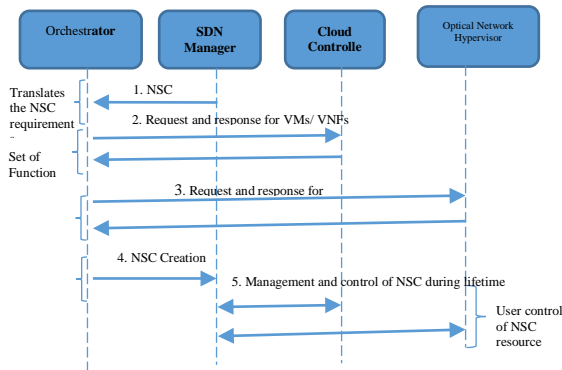 Orchestrator
SDN
Manager
Cloud
Controlle
Optical Network
Hypervisor
Translates
the NSC
requirement
1. NSC
2. Request and response for VMs/ VNFs
Set of
Function
3. Request and response for
4. NSC Creation
5. Management and control of NSC during lifetime
User control
of NSC
resource